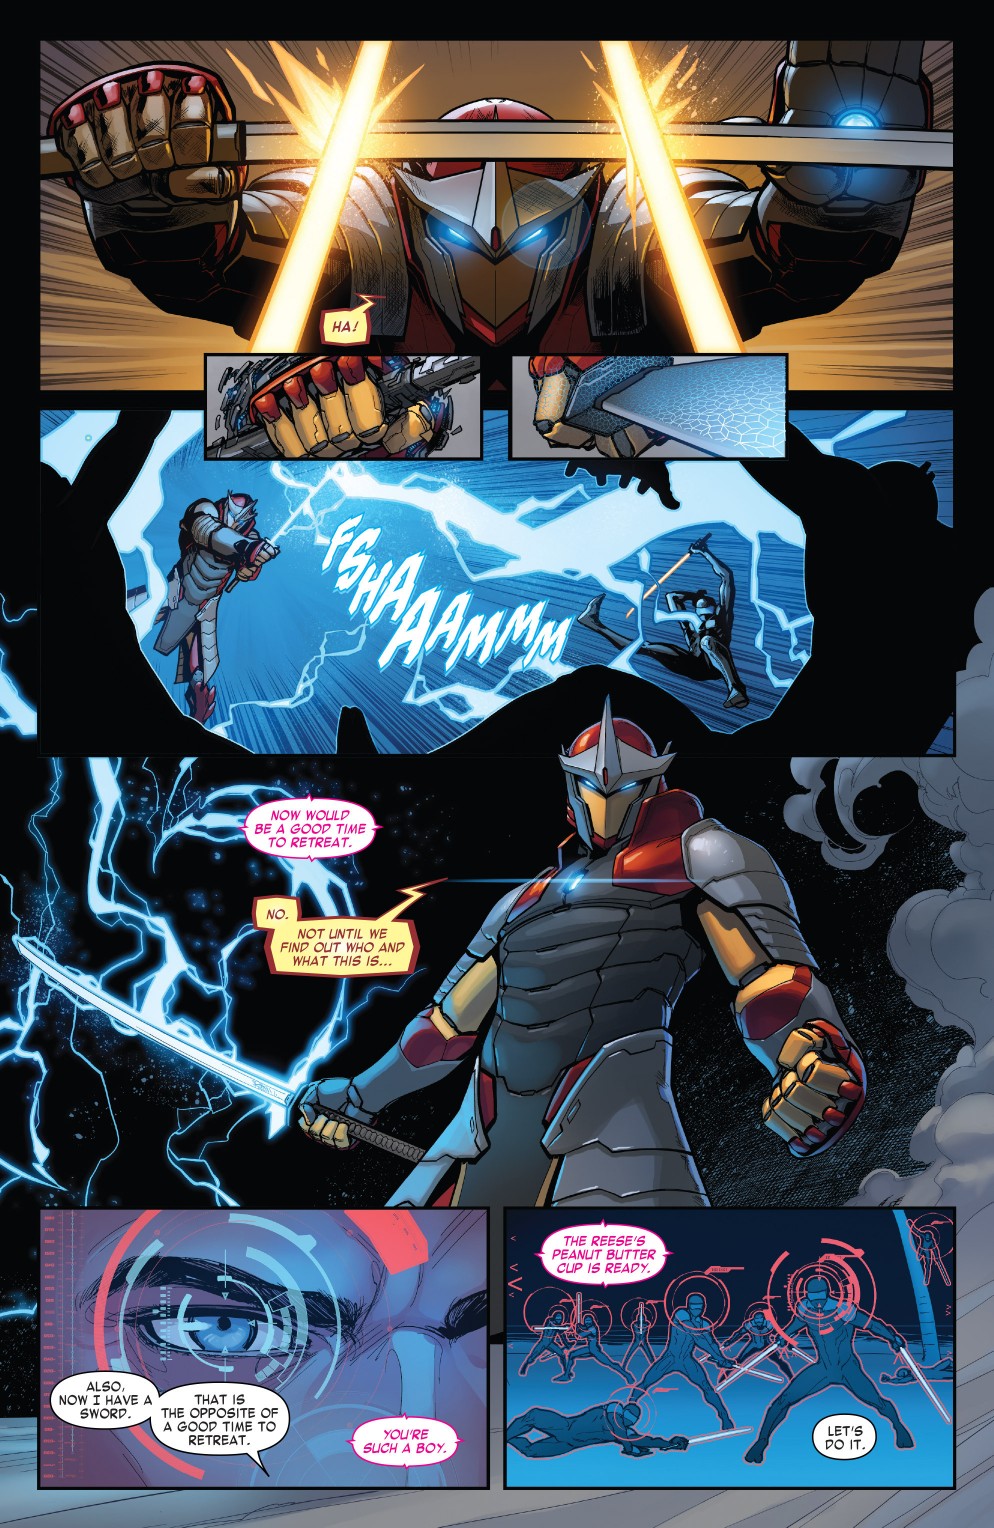 HA!
FSHAAAAMMM
NOW WOULD
BE A GOOD TIME
TO RETREAT.
NO.
NOT UNTIL WE
FIND OUT WHO AND
WHAT THIS IS...
ALSO,
NOW I HAVE A
SWORD.
THAT IS
THE OPPOSITE OF
A GOOD TIME TO
RETREAT.
YOU'RE
SUCH A BOY.
THE REESE'S
PEANUT BUTTER
CUP IS READY.
LET'S
DO IT.